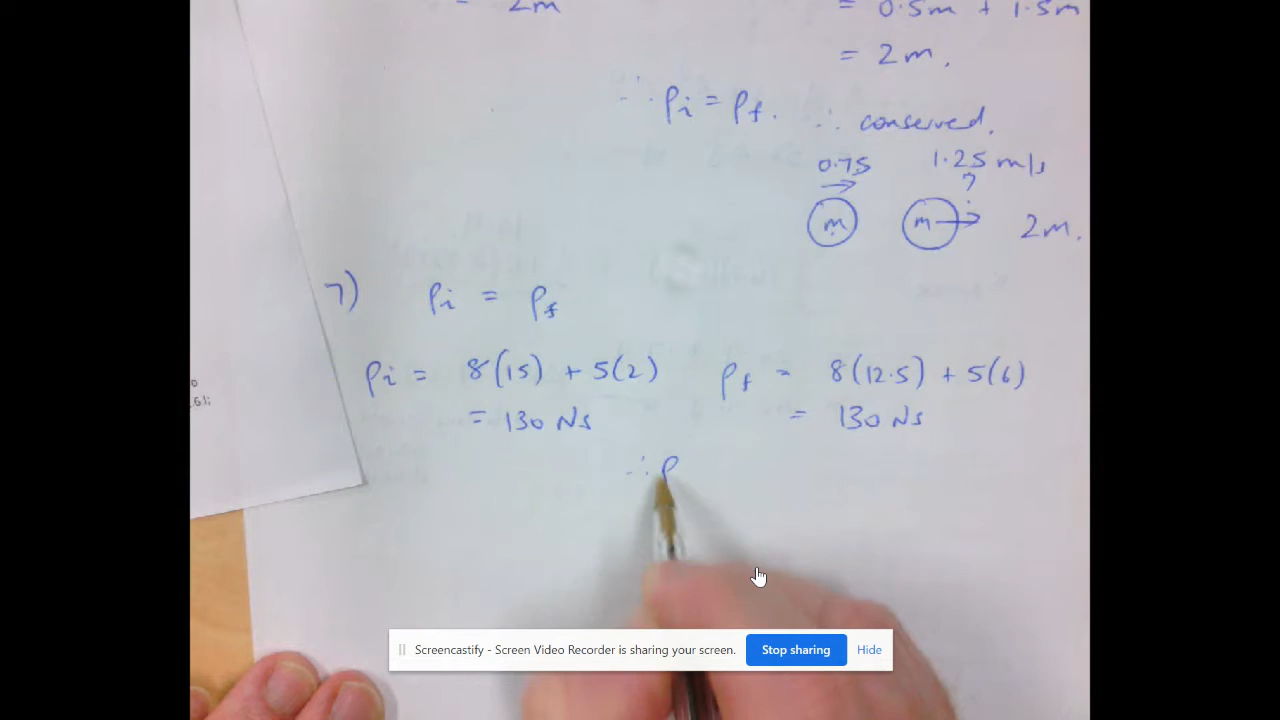 = 2m
= 0.5m + 1.5m
= 2m.
∴ pi = pf. ∴ conserved.
0.75 1.25 m/s
?
m m 2m.
7) pi = pf
pi = 8(15) + 5(2) pf = 8(12.5) + 5(6)
= 130 Ns = 130 Ns
∴ p
Screencastify - Screen Video Recorder is sharing your screen. Stop sharing Hide